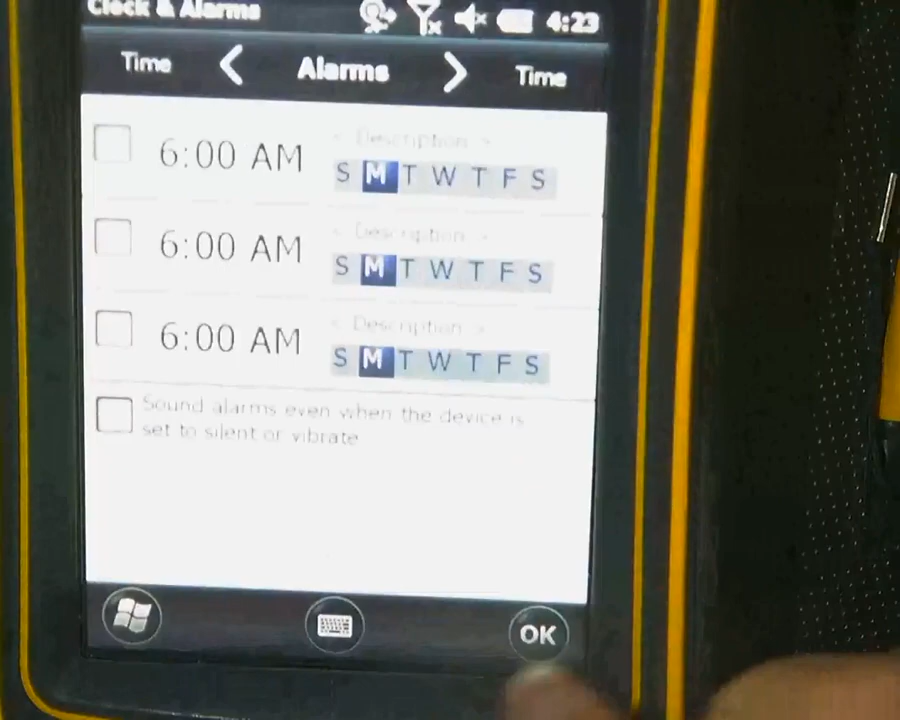 Clock & Alarms 4:23
Time < Alarms > Time
6:00 AM
< Description >
S M T W T F S
6:00 AM
< Description >
S M T W T F S
6:00 AM
< Description >
S M T W T F S
Sound alarms even when the device is
set to silent or vibrate
OK